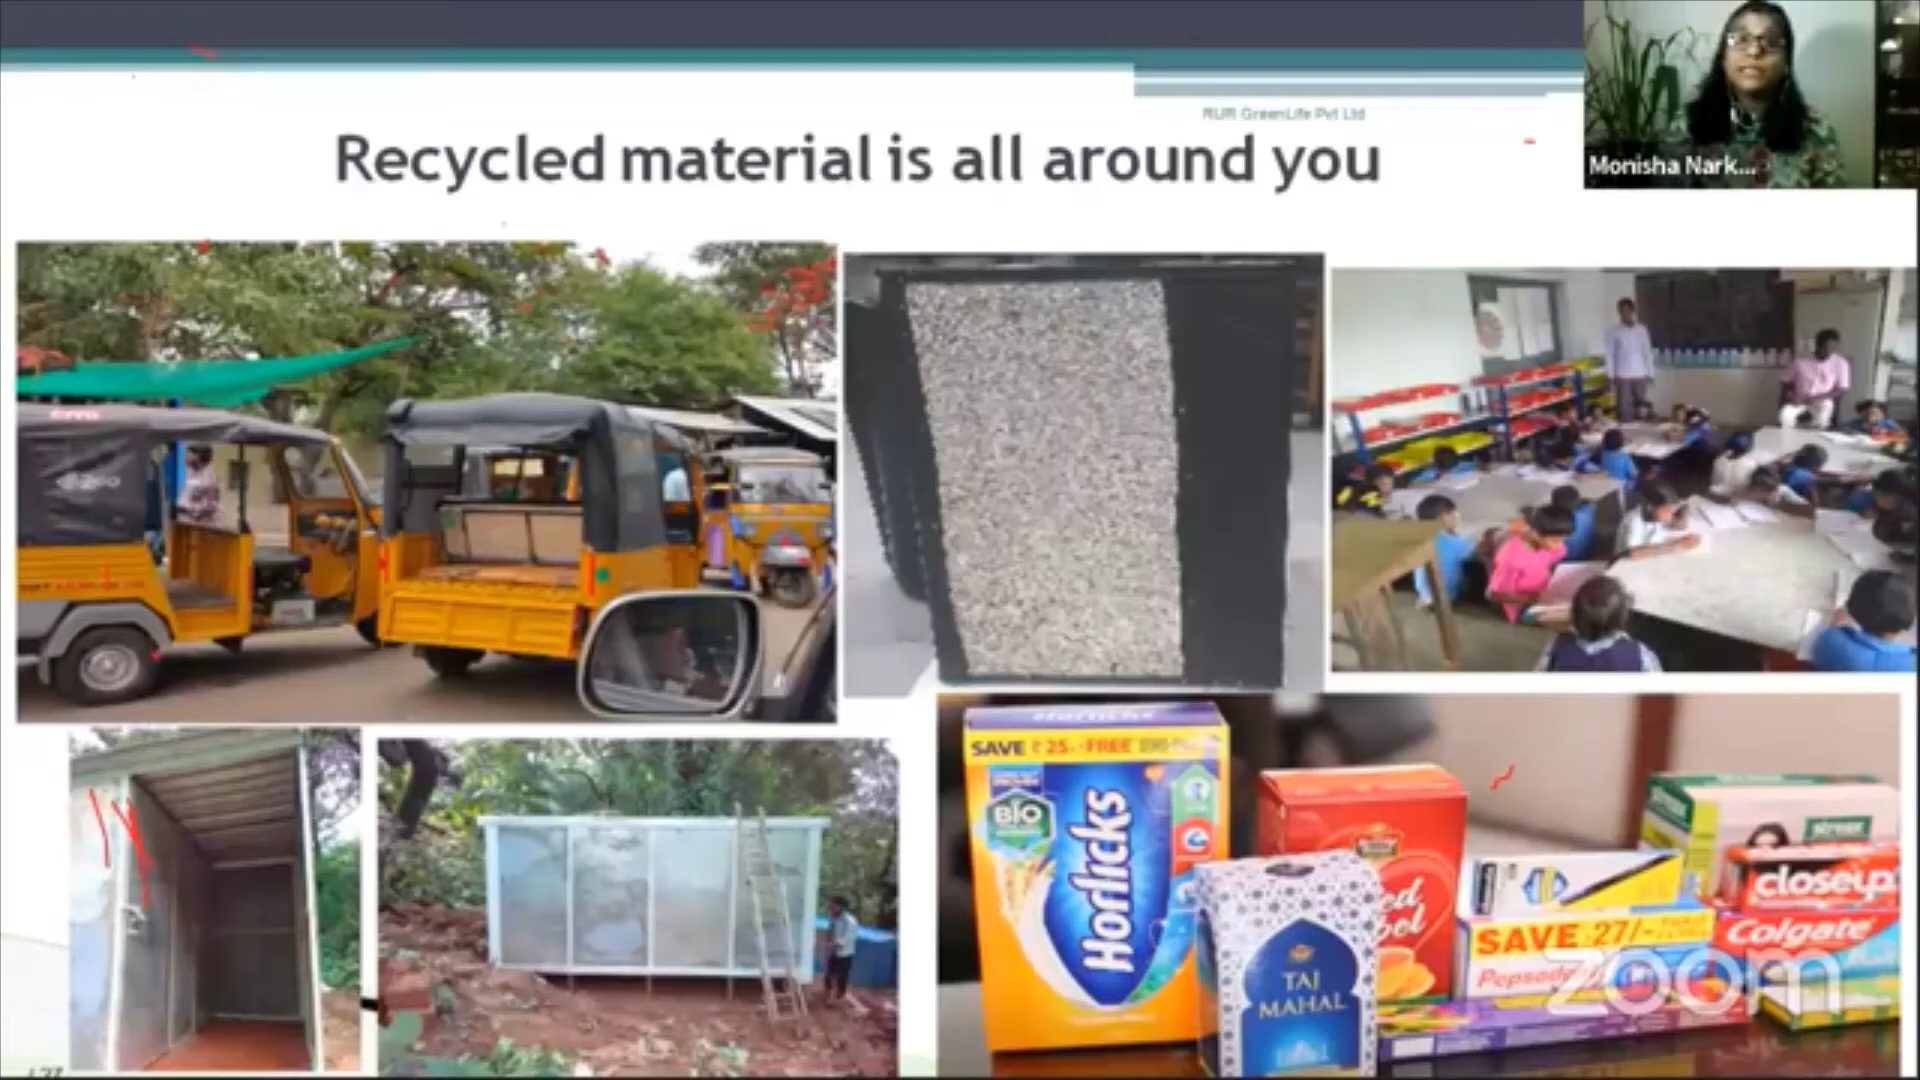 RUR GreenLife Pvt Ltd
Recycled material is all around you
Monisha Nark...
Horlicks
SAVE ₹ 25/- FREE
BIO
Horlicks
TAJ
MAHAL
SAVE 27/-
closeup
Colgate
zoom